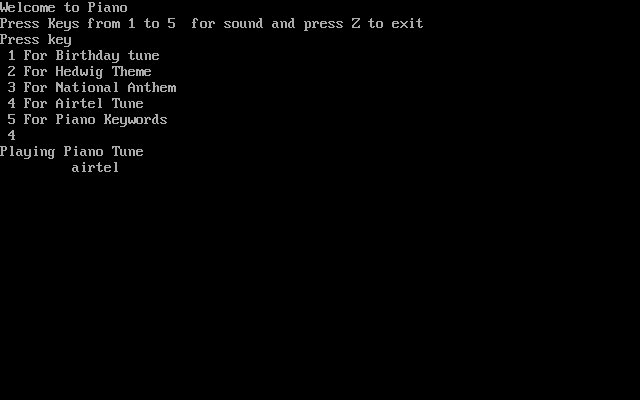 Welcome to Piano
Press Keys from 1 to 5  for sound and press Z to exit
Press key
 1 For Birthday tune
 2 For Hedwig Theme
 3 For National Anthem
 4 For Airtel Tune
 5 For Piano Keywords
 4
Playing Piano Tune
         airtel